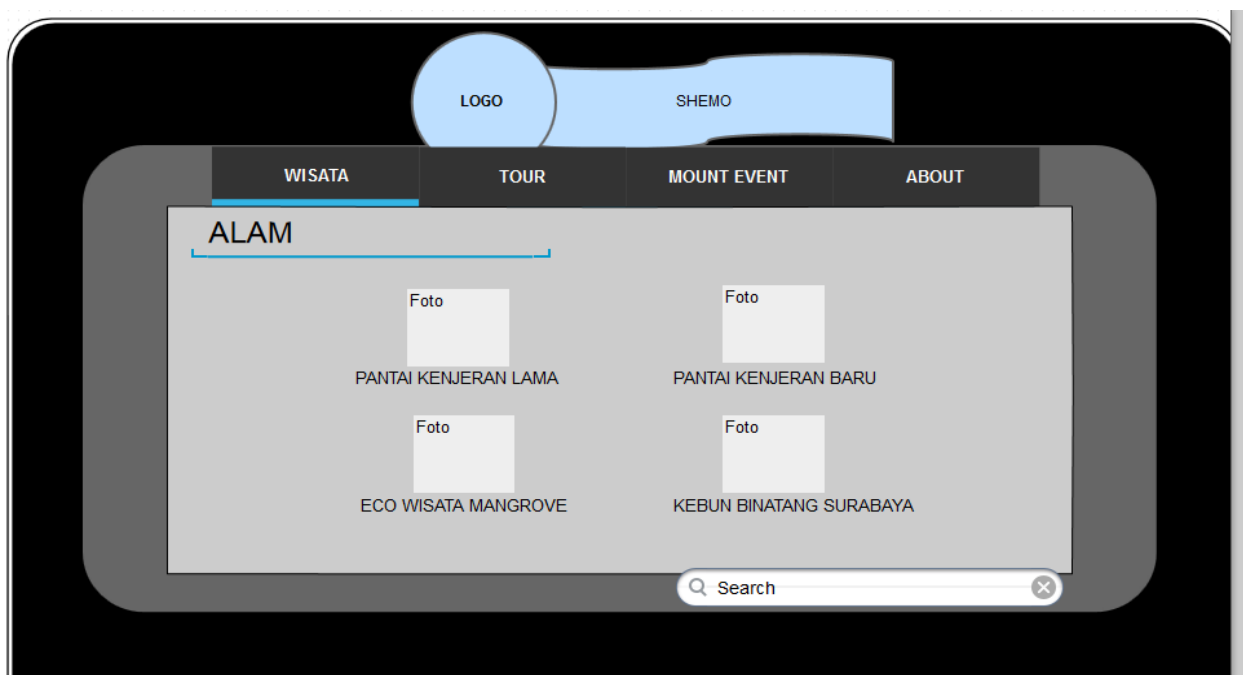 LOGO
SHEMO
WISATA
TOUR
MOUNT EVENT
ABOUT
ALAM
Foto
Foto
PANTAI KENJERAN LAMA
PANTAI KENJERAN BARU
Foto
Foto
ECO WISATA MANGROVE
KEBUN BINATANG SURABAYA
Search